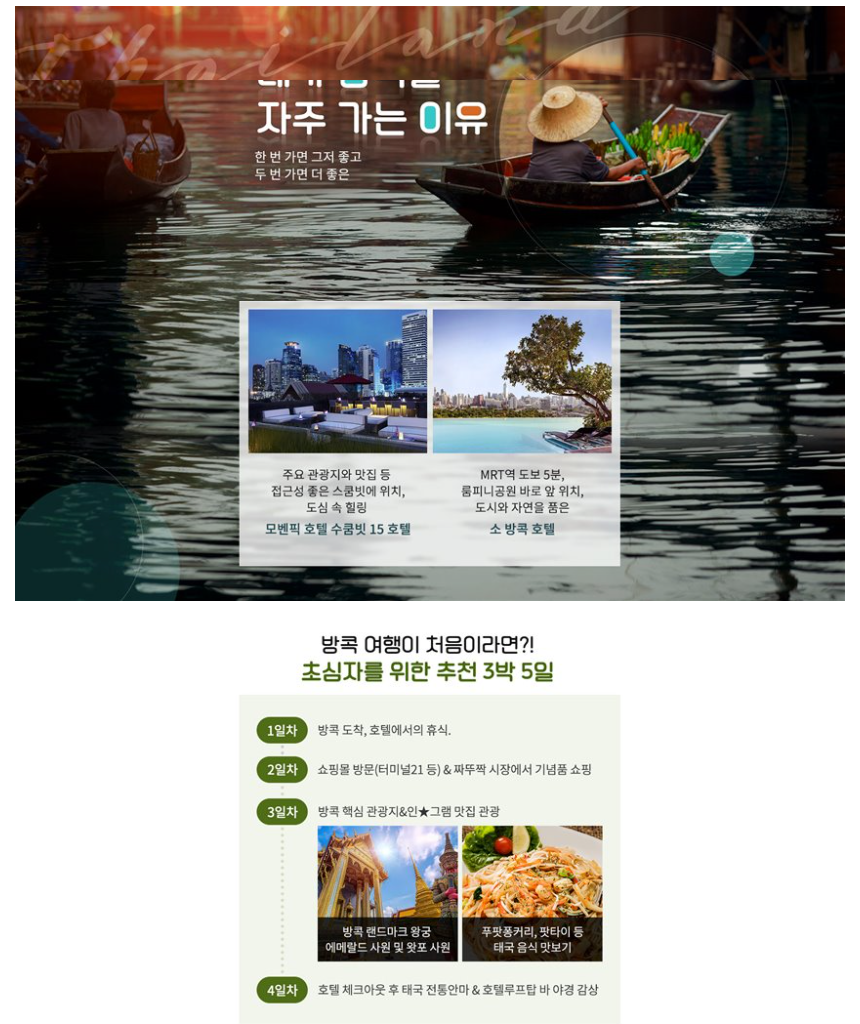 Thailand
자주 가는 이유
한 번 가면 그저 좋고
두 번 가면 더 좋은
주요 관광지와 맛집 등
접근성 좋은 스쿰빗에 위치,
도심 속 힐링
모벤픽 호텔 수쿰빗 15 호텔
MRT역 도보 5분,
룸피니공원 바로 앞 위치,
도시와 자연을 품은
소 방콕 호텔
방콕 여행이 처음이라면?!
초심자를 위한 추천 3박 5일
1일차 방콕 도착, 호텔에서의 휴식.
2일차 쇼핑몰 방문(터미널21 등) & 짜뚜짝 시장에서 기념품 쇼핑
3일차 방콕 핵심 관광지&인★그램 맛집 관광
방콕 랜드마크 왕궁
에메랄드 사원 및 왓포 사원
푸팟퐁커리, 팟타이 등
태국 음식 맛보기
4일차 호텔 체크아웃 후 태국 전통안마 & 호텔루프탑 바 야경 감상